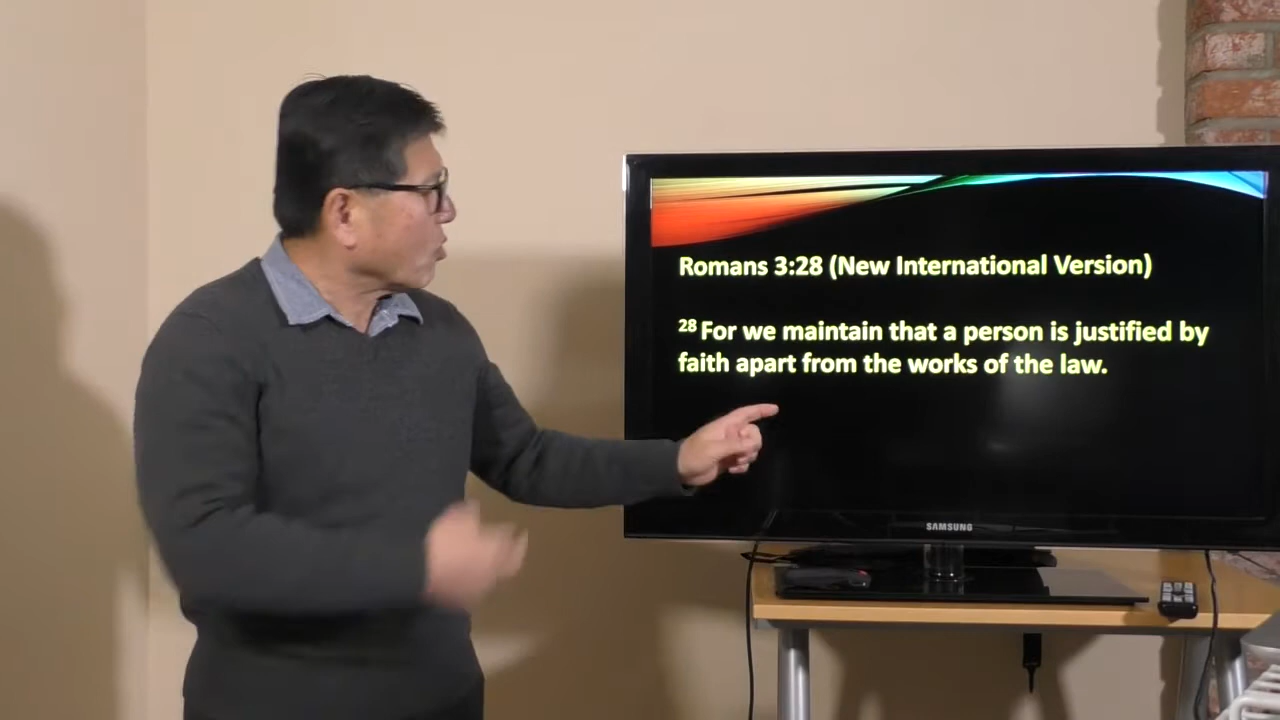 Romans 3:28 (New International Version)
28 For we maintain that a person is justified by
faith apart from the works of the law.
SAMSUNG